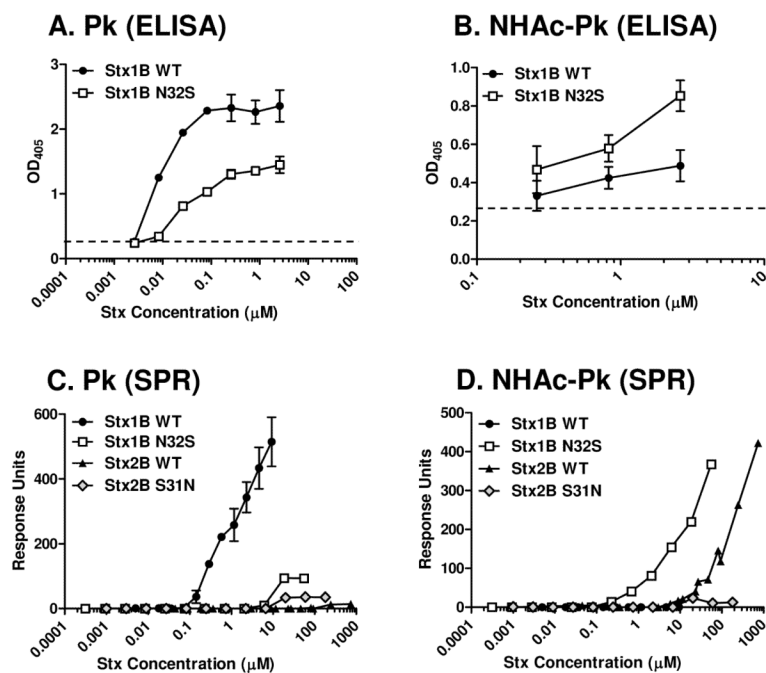 A. Pk (ELISA)
Stx1B WT
Stx1B N32S
OD405
3
2
1
0
0.0001
0.01
0.1
1
10
100
Stx Concentration (μM)
B. NHAc-Pk (ELISA)
Stx1B WT
Stx1B N32S
OD405
1.0
0.8
0.6
0.4
0.2
0.0
0.1
1
10
Stx Concentration (μM)
C. Pk (SPR)
Stx1B WT
Stx1B N32S
Stx2B WT
Stx2B S31N
Response Units
600
400
200
0
0.0001
0.001
0.01
0.1
1
10
100
1000
Stx Concentration (μM)
D. NHAc-Pk (SPR)
Stx1B WT
Stx1B N32S
Stx2B WT
Stx2B S31N
Response Units
500
400
300
200
100
0
0.0001
0.001
0.01
0.1
1
10
100
1000
Stx Concentration (μM)